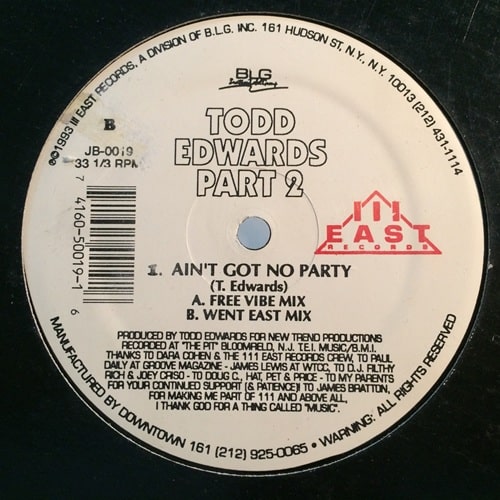 ©℗1993 111 EAST RECORDS, A DIVISION OF B.L.G. INC. 161 HUDSON ST, N.Y., N.Y. 10013 (212) 431-1114
BLG
B
JB-0019
33 1/3 RPM
TODD
EDWARDS
PART 2
111
EAST
RECORDS
7 4160-50019-1 6
1. AIN'T GOT NO PARTY
(T. Edwards)
A. FREE VIBE MIX
B. WENT EAST MIX
PRODUCED BY TODD EDWARDS FOR NEW TREND PRODUCTIONS
RECORDED AT "THE PIT" BLOOMFIELD, N.J. T.E.I. MUSIC/B.M.I.
THANKS TO DARA COHEN & THE 111 EAST RECORDS CREW, TO PAUL
DAILY AT GROOVE MAGAZINE - JAMES LEWIS AT WTCC, TO D.J. FILTHY
RICH & JOEY CRISO - TO DOUG C., HAT, PET & PRICE - TO MY PARENTS
FOR YOUR CONTINUED SUPPORT (& PATIENCE)! TO JAMES BRATTON,
FOR MAKING ME PART OF 111 AND ABOVE ALL,
I THANK GOD FOR A THING CALLED "MUSIC".
MANUFACTURED BY DOWNTOWN 161 (212) 925-0065 • WARNING: ALL RIGHTS RESERVED